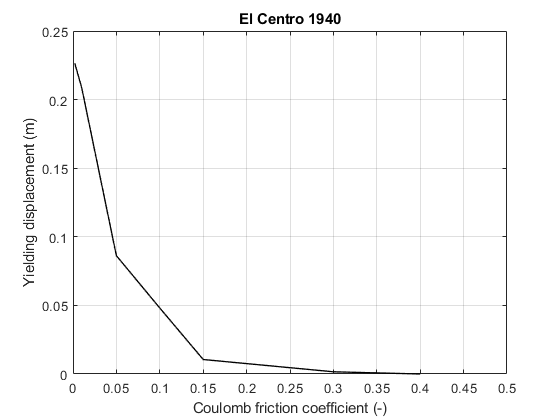 El Centro 1940
0.25
0.2
0.15
0.1
0.05
0
0 0.05 0.1 0.15 0.2 0.25 0.3 0.35 0.4 0.45 0.5
Yielding displacement (m)
Coulomb friction coefficient (-)